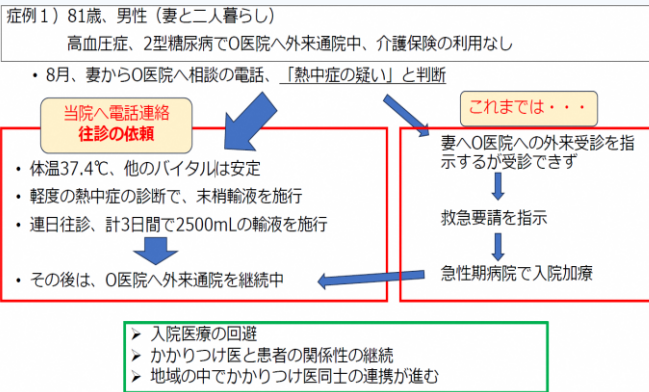 症例１）81歳、男性（妻と二人暮らし）
高血圧症、2型糖尿病でO医院へ外来通院中、介護保険の利用なし
• 8月、妻からO医院へ相談の電話、「熱中症の疑い」と判断
当院へ電話連絡
往診の依頼
• 体温37.4℃、他のバイタルは安定
• 軽度の熱中症の診断で、末梢輸液を施行
• 連日往診、計3日間で2500mLの輸液を施行
• その後は、O医院へ外来通院を継続中
これまでは・・・
妻へO医院への外来受診を指
示するが受診できず
救急要請を指示
急性期病院で入院加療
➢ 入院医療の回避
➢ かかりつけ医と患者の関係性の継続
➢ 地域の中でかかりつけ医同士の連携が進む